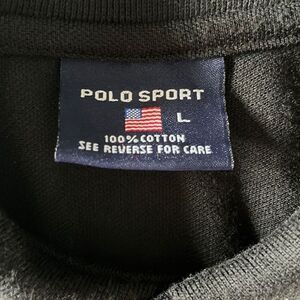 POLO SPORT
L
100% COTTON
SEE REVERSE FOR CARE